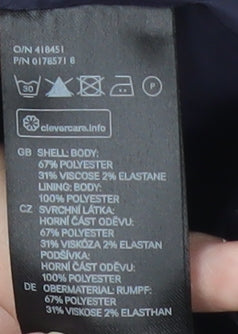 O/N 418451
P/N 0178571 8
30
P
clevercare.info
GB SHELL: BODY:
67% POLYESTER
31% VISCOSE 2% ELASTANE
LINING: BODY:
100% POLYESTER
CZ SVRCHNÍ LÁTKA:
HORNÍ ČÁST ODĚVU:
67% POLYESTER
31% VISKÓZA 2% ELASTAN
PODŠÍVKA:
HORNÍ ČÁST ODĚVU:
100% POLYESTER
DE OBERMATERIAL: RUMPF:
67% POLYESTER
31% VISKOSE 2% ELASTHAN